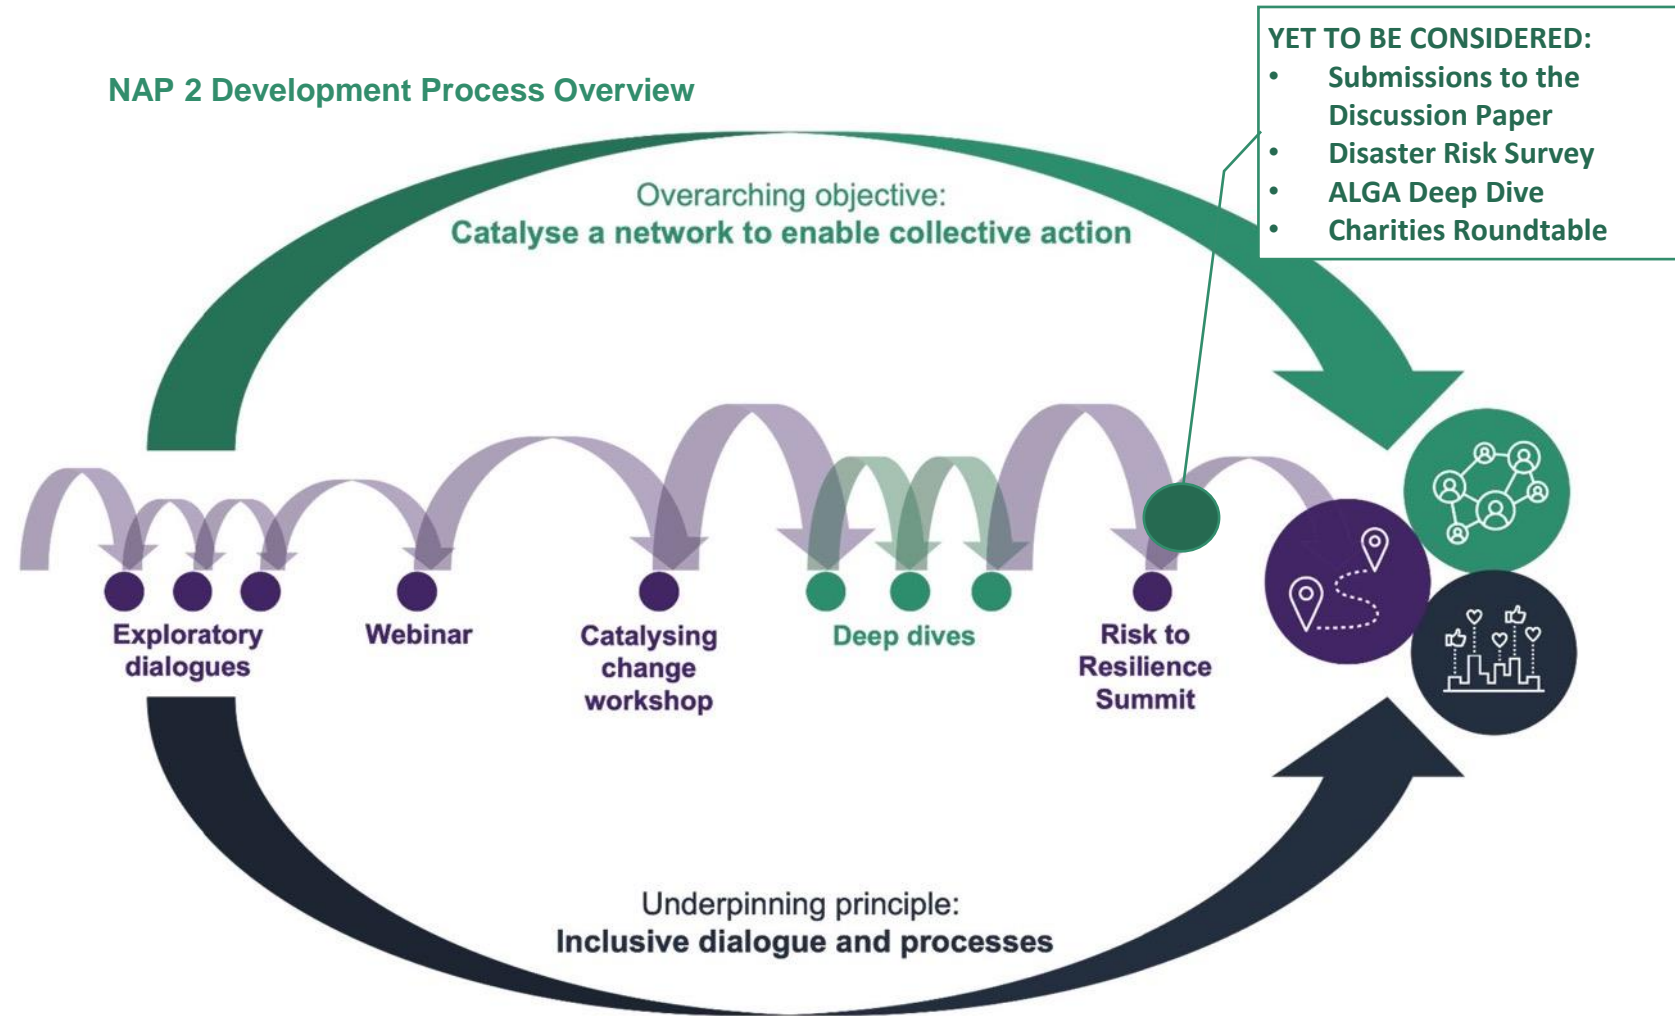 NAP 2 Development Process Overview
YET TO BE CONSIDERED:
• Submissions to the
Discussion Paper
• Disaster Risk Survey
• ALGA Deep Dive
• Charities Roundtable
Overarching objective:
Catalyse a network to enable collective action
Exploratory
dialogues
Webinar
Catalysing
change
workshop
Deep dives
Risk to
Resilience
Summit
Underpinning principle:
Inclusive dialogue and processes